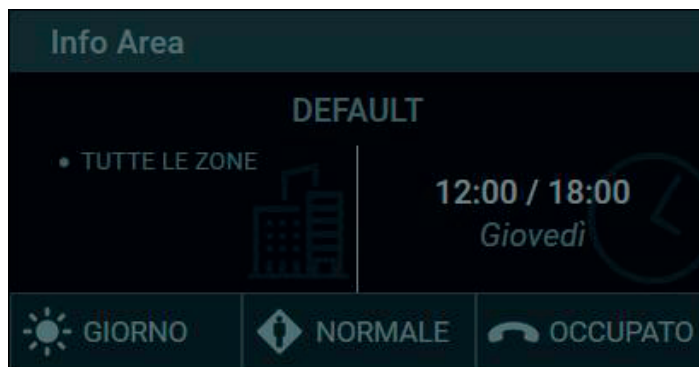 Info Area
DEFAULT
• TUTTE LE ZONE
12:00 / 18:00
Giovedì
GIORNO
NORMALE
OCCUPATO